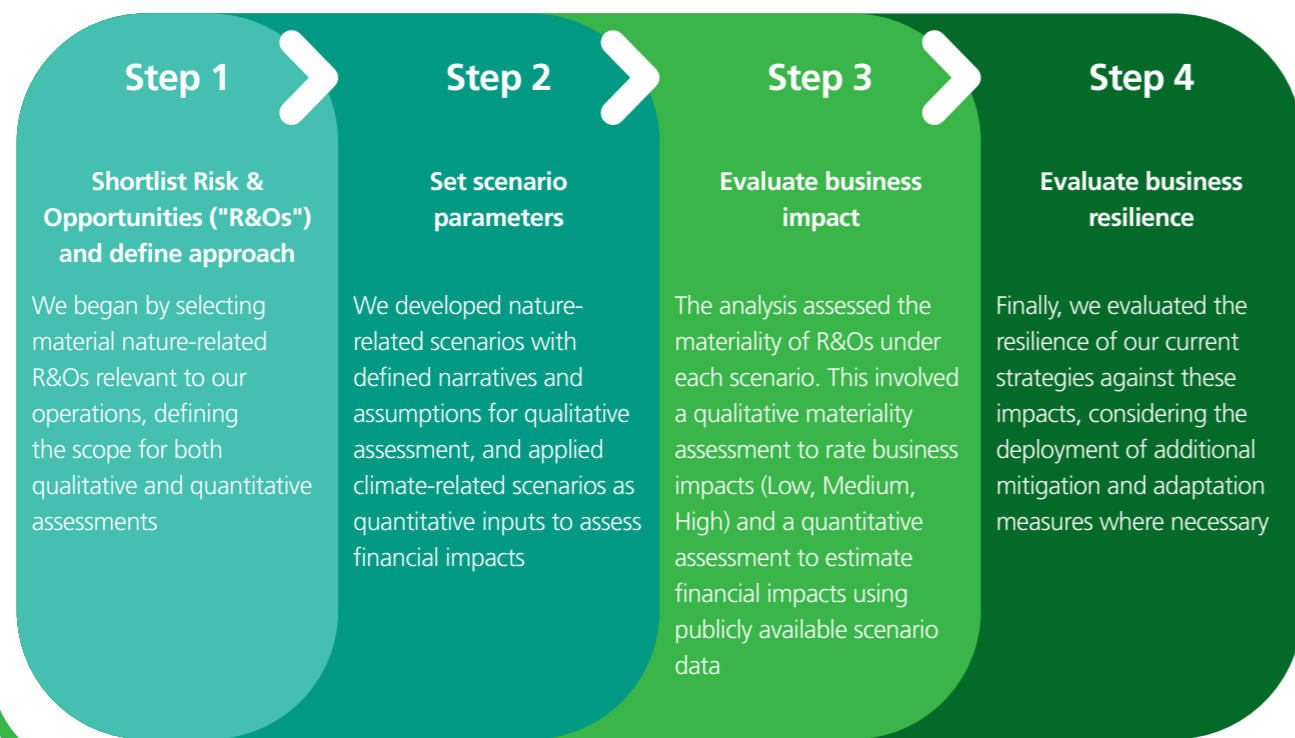 Step 1
Shortlist Risk &
Opportunities ("R&Os")
and define approach
We began by selecting
material nature-related
R&Os relevant to our
operations, defining
the scope for both
qualitative and quantitative
assessments
Step 2
Set scenario
parameters
We developed nature-
related scenarios with
defined narratives and
assumptions for qualitative
assessment, and applied
climate-related scenarios as
quantitative inputs to assess
financial impacts
Step 3
Evaluate business
impact
The analysis assessed the
materiality of R&Os under
each scenario. This involved
a qualitative materiality
assessment to rate business
impacts (Low, Medium,
High) and a quantitative
assessment to estimate
financial impacts using
publicly available scenario
data
Step 4
Evaluate business
resilience
Finally, we evaluated the
resilience of our current
strategies against these
impacts, considering the
deployment of additional
mitigation and adaptation
measures where necessary